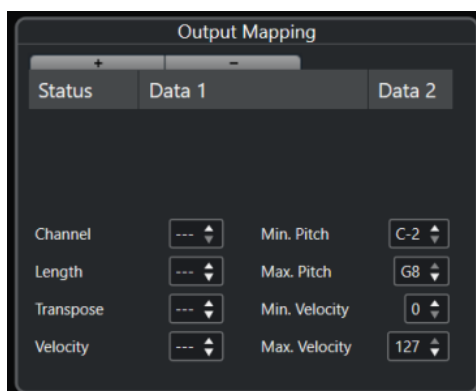 Output Mapping
+ -
Status Data 1 Data 2
Channel --- Min. Pitch C-2
Length --- Max. Pitch G8
Transpose --- Min. Velocity 0
Velocity --- Max. Velocity 127